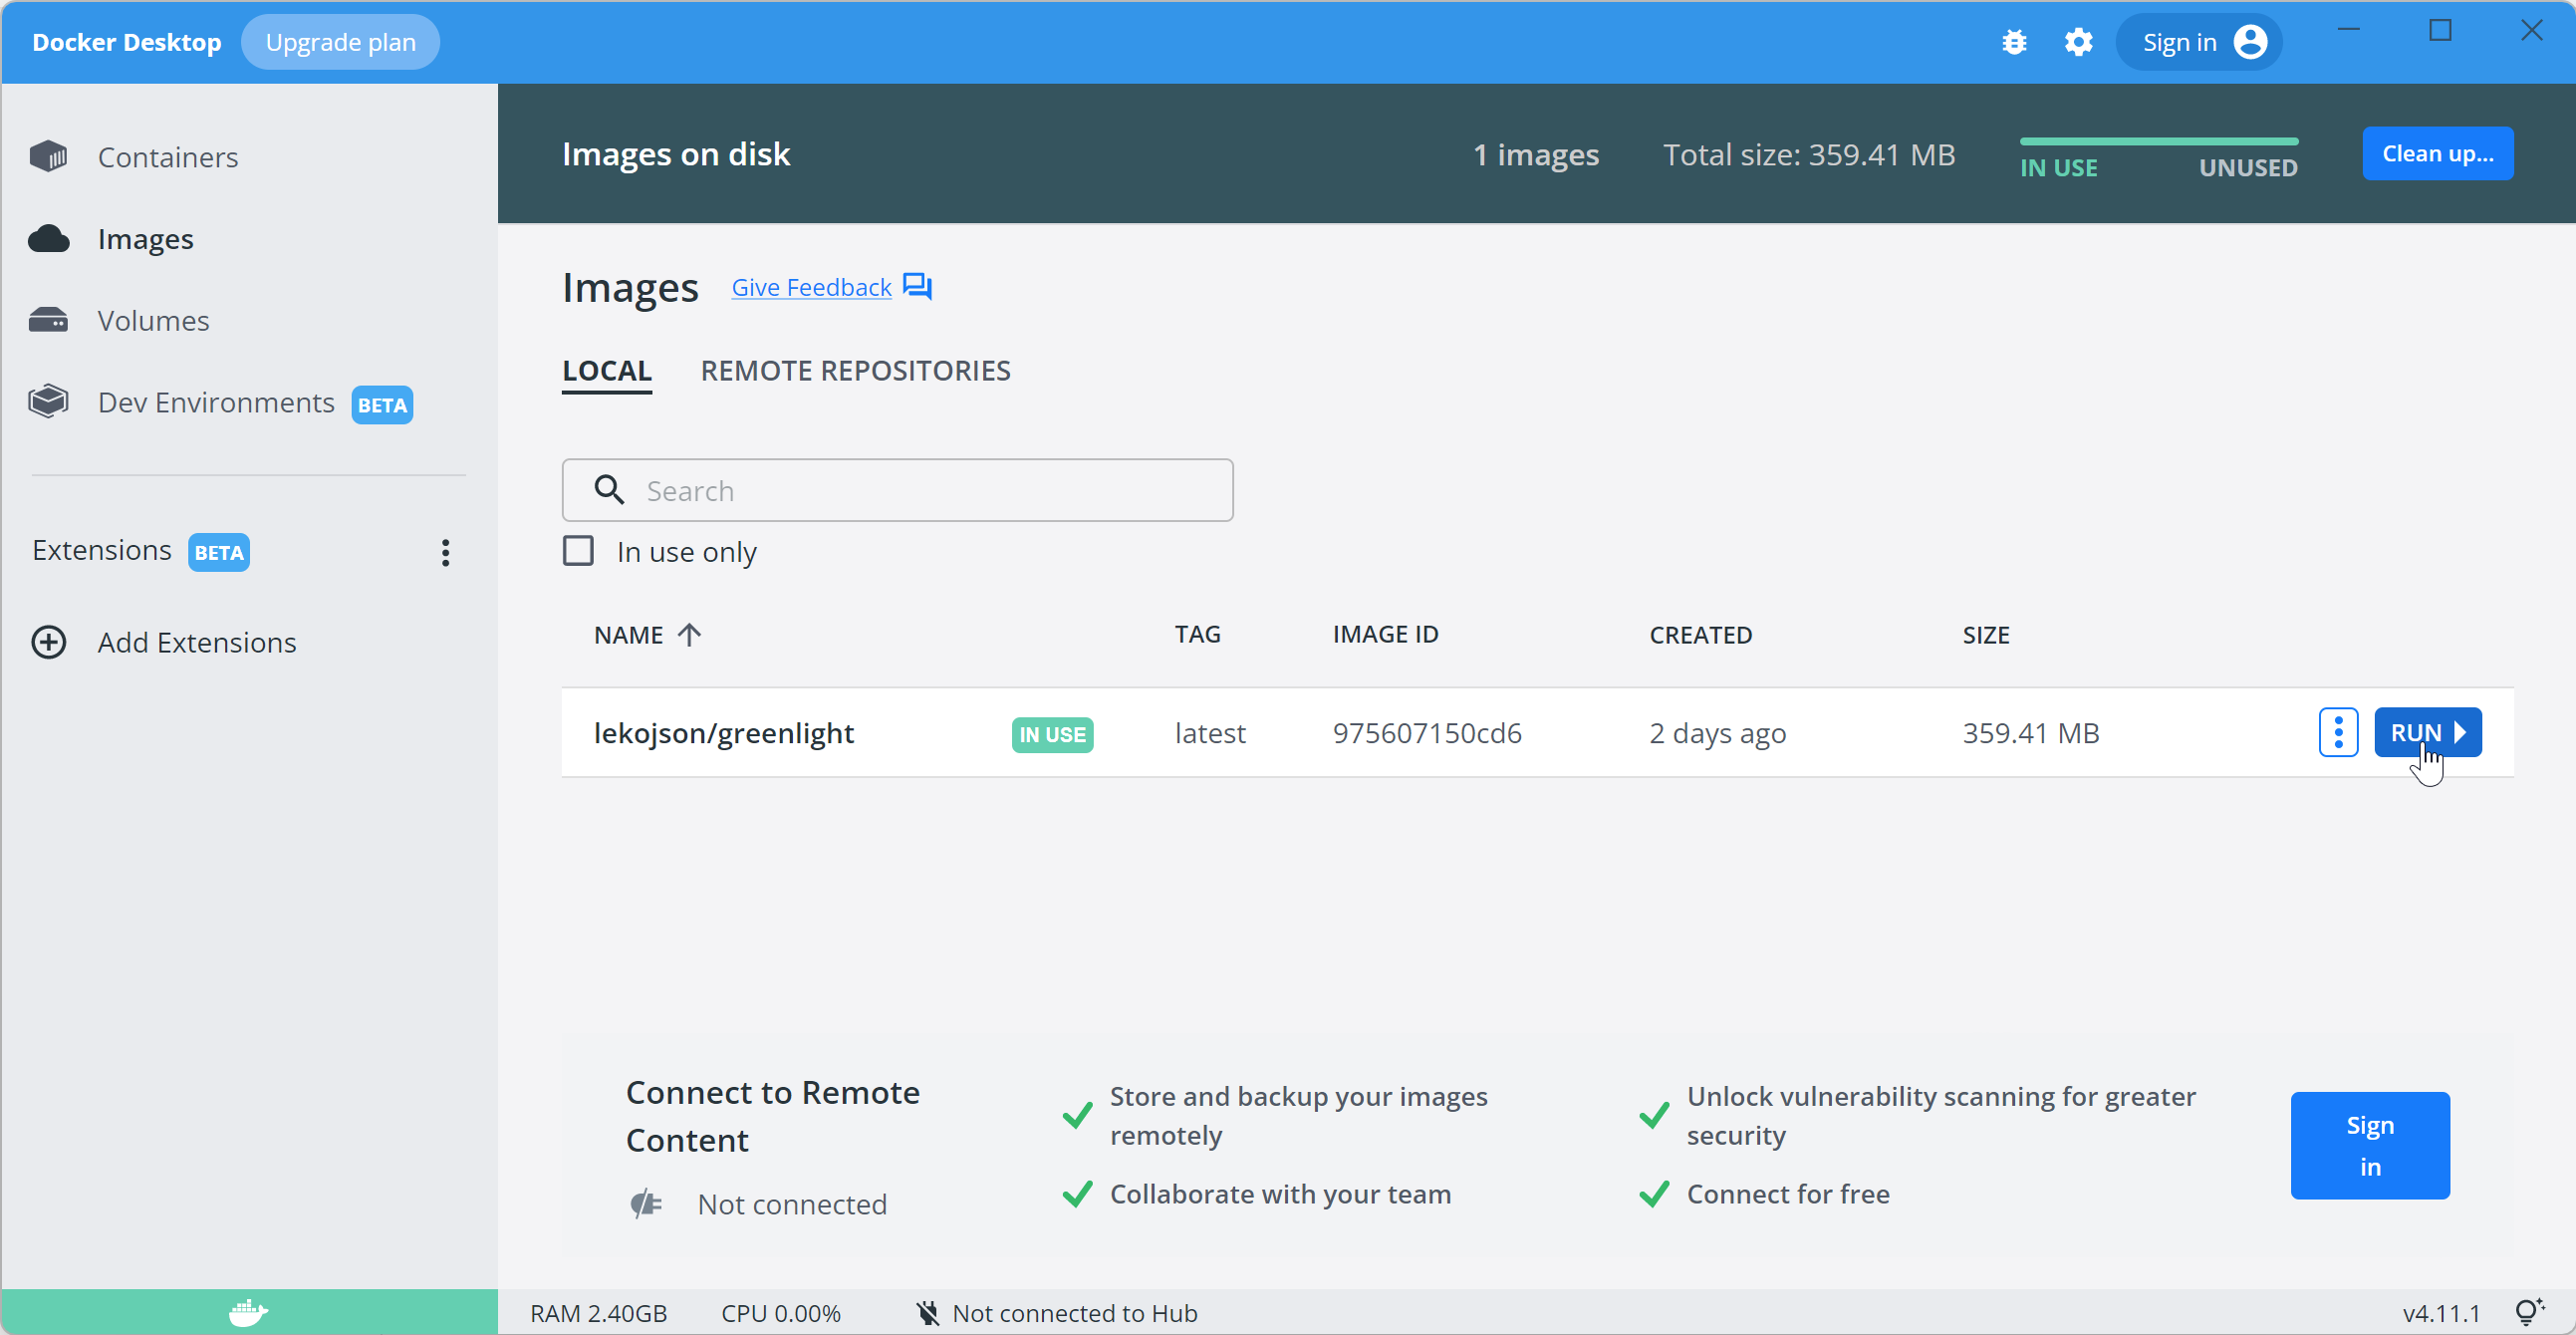 Docker Desktop Upgrade plan Sign in
Containers
Images
Volumes
Dev Environments BETA
Extensions BETA
Add Extensions
Images on disk 1 images Total size: 359.41 MB IN USE UNUSED Clean up...
Images Give Feedback
LOCAL REMOTE REPOSITORIES
Search
In use only
NAME TAG IMAGE ID CREATED SIZE
lekojson/greenlight IN USE latest 975607150cd6 2 days ago 359.41 MB RUN
Connect to Remote
Content
Not connected
Store and backup your images
remotely
Collaborate with your team
Unlock vulnerability scanning for greater
security
Connect for free
Sign
in
RAM 2.40GB CPU 0.00% Not connected to Hub v4.11.1